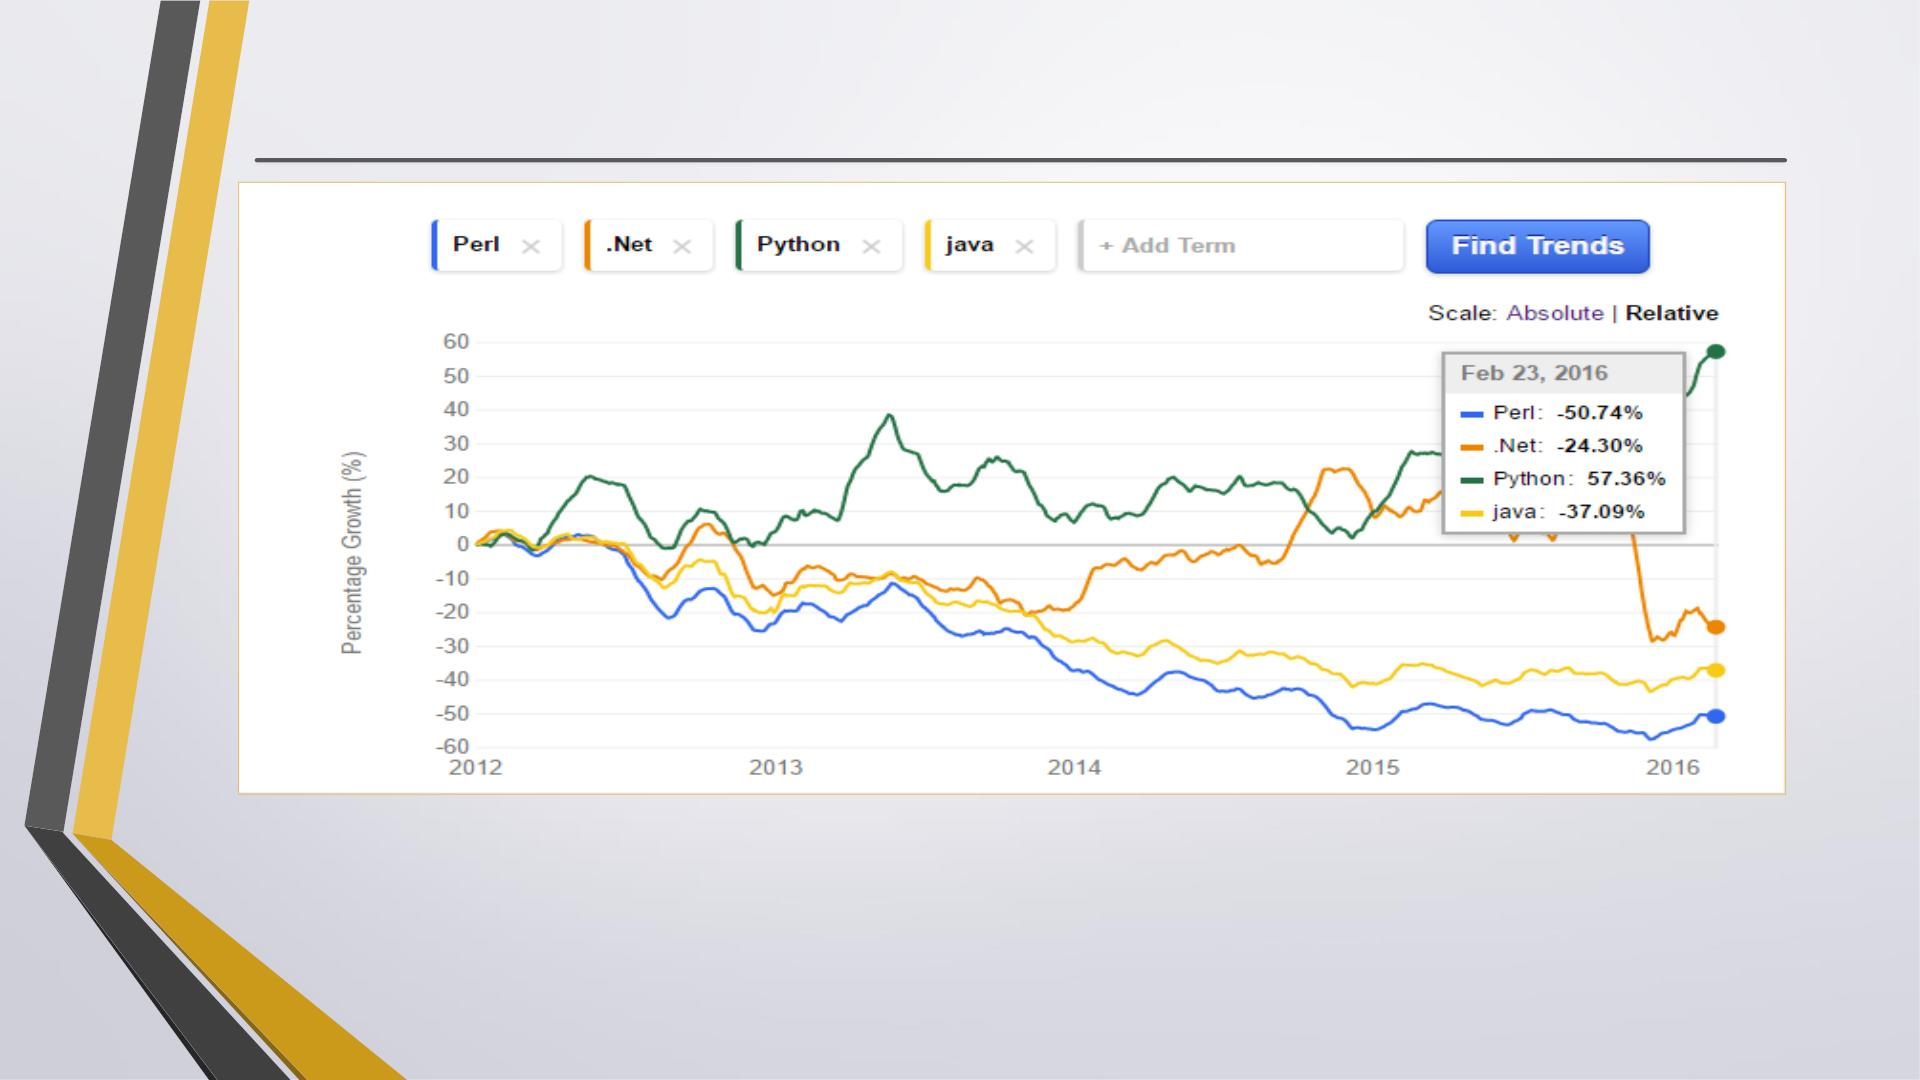 Perl × .Net × Python × java × + Add Term Find Trends
Scale: Absolute | Relative
Percentage Growth (%)
60
50
40
30
20
10
0
-10
-20
-30
-40
-50
-60
Feb 23, 2016
Perl: -50.74%
.Net: -24.30%
Python: 57.36%
java: -37.09%
2012 2013 2014 2015 2016